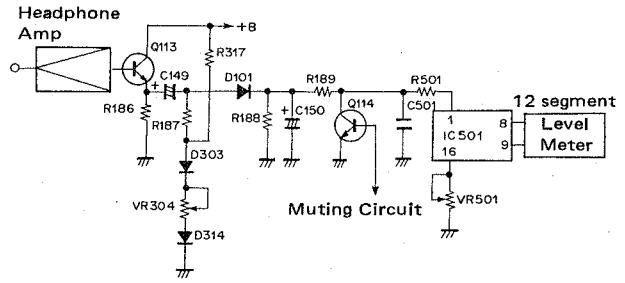 Headphone
Amp
+8
Q113
R317
C149
D101
R189
Q114
R501
12 segment
+
R186
R187
R188
+
C150
C501
1
IC501
16
8
9
Level
Meter
D303
VR304
D314
Muting Circuit
VR501